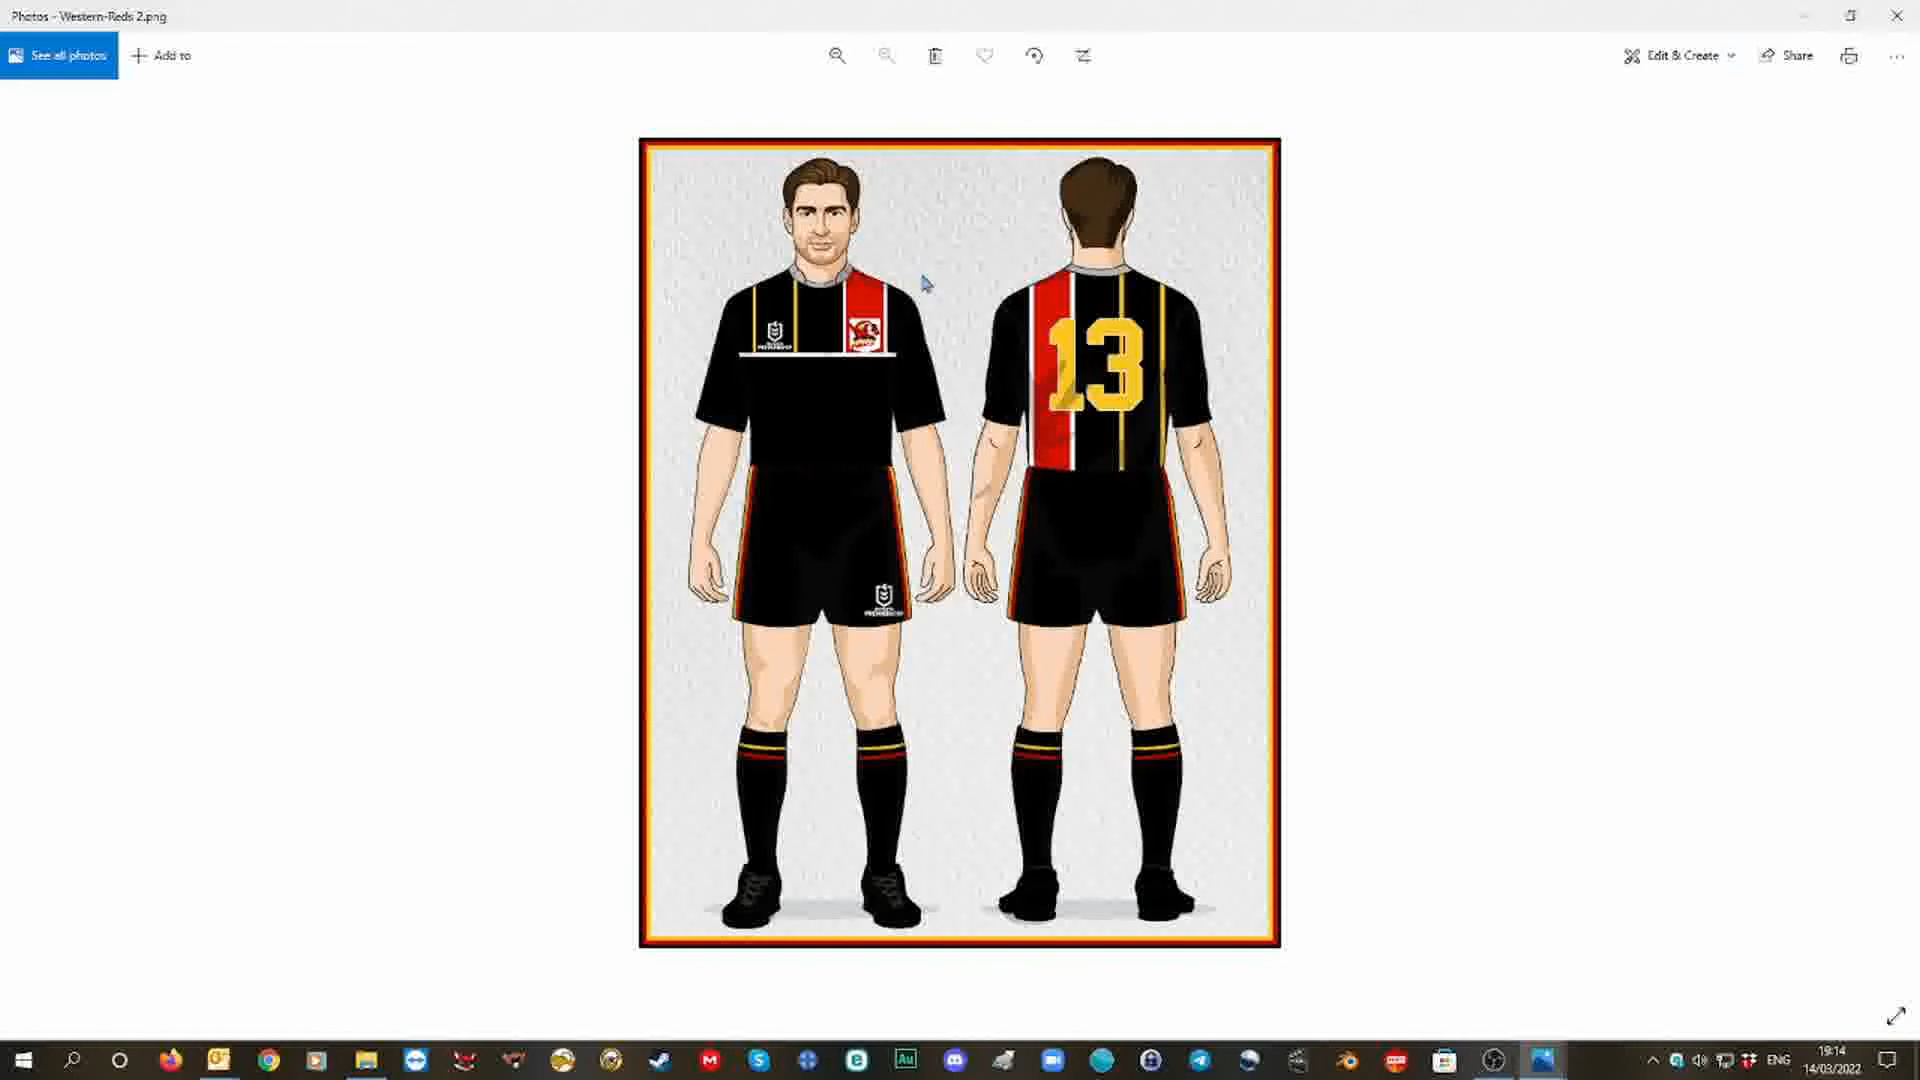 Photos - Western-Reds 2.png
See all photos
Add to
Edit & Create
Share
13
ENG
19:14
14/03/2022